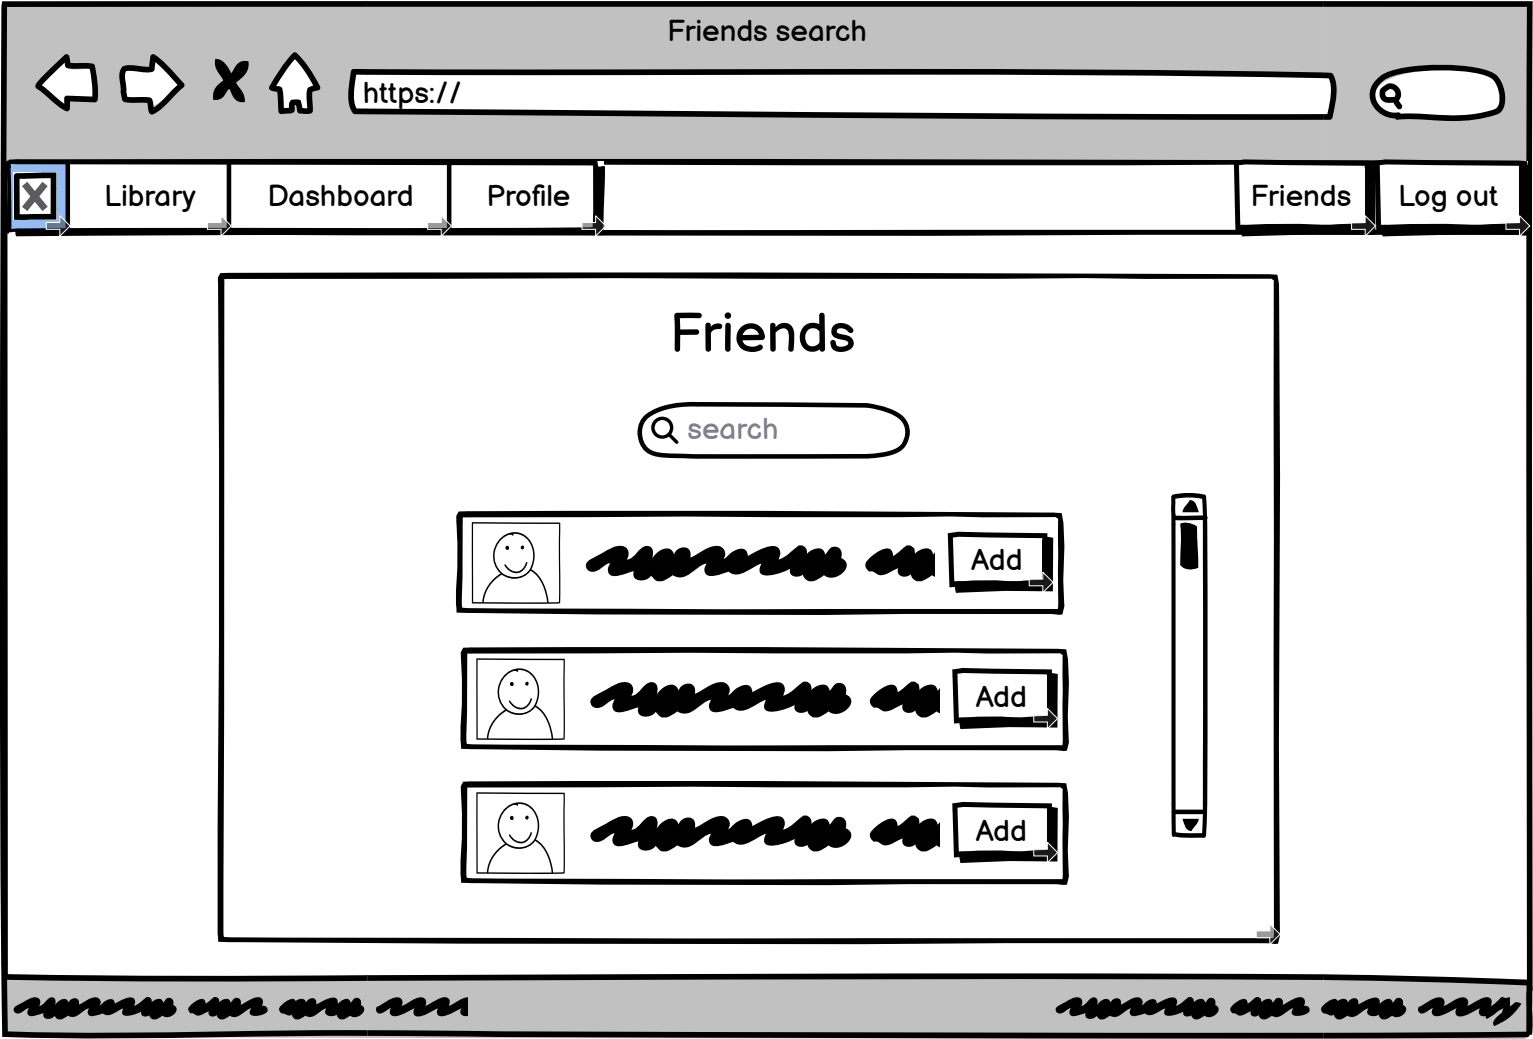 Friends search
https://
Library Dashboard Profile Friends Log out
Friends
search
Add
Add
Add